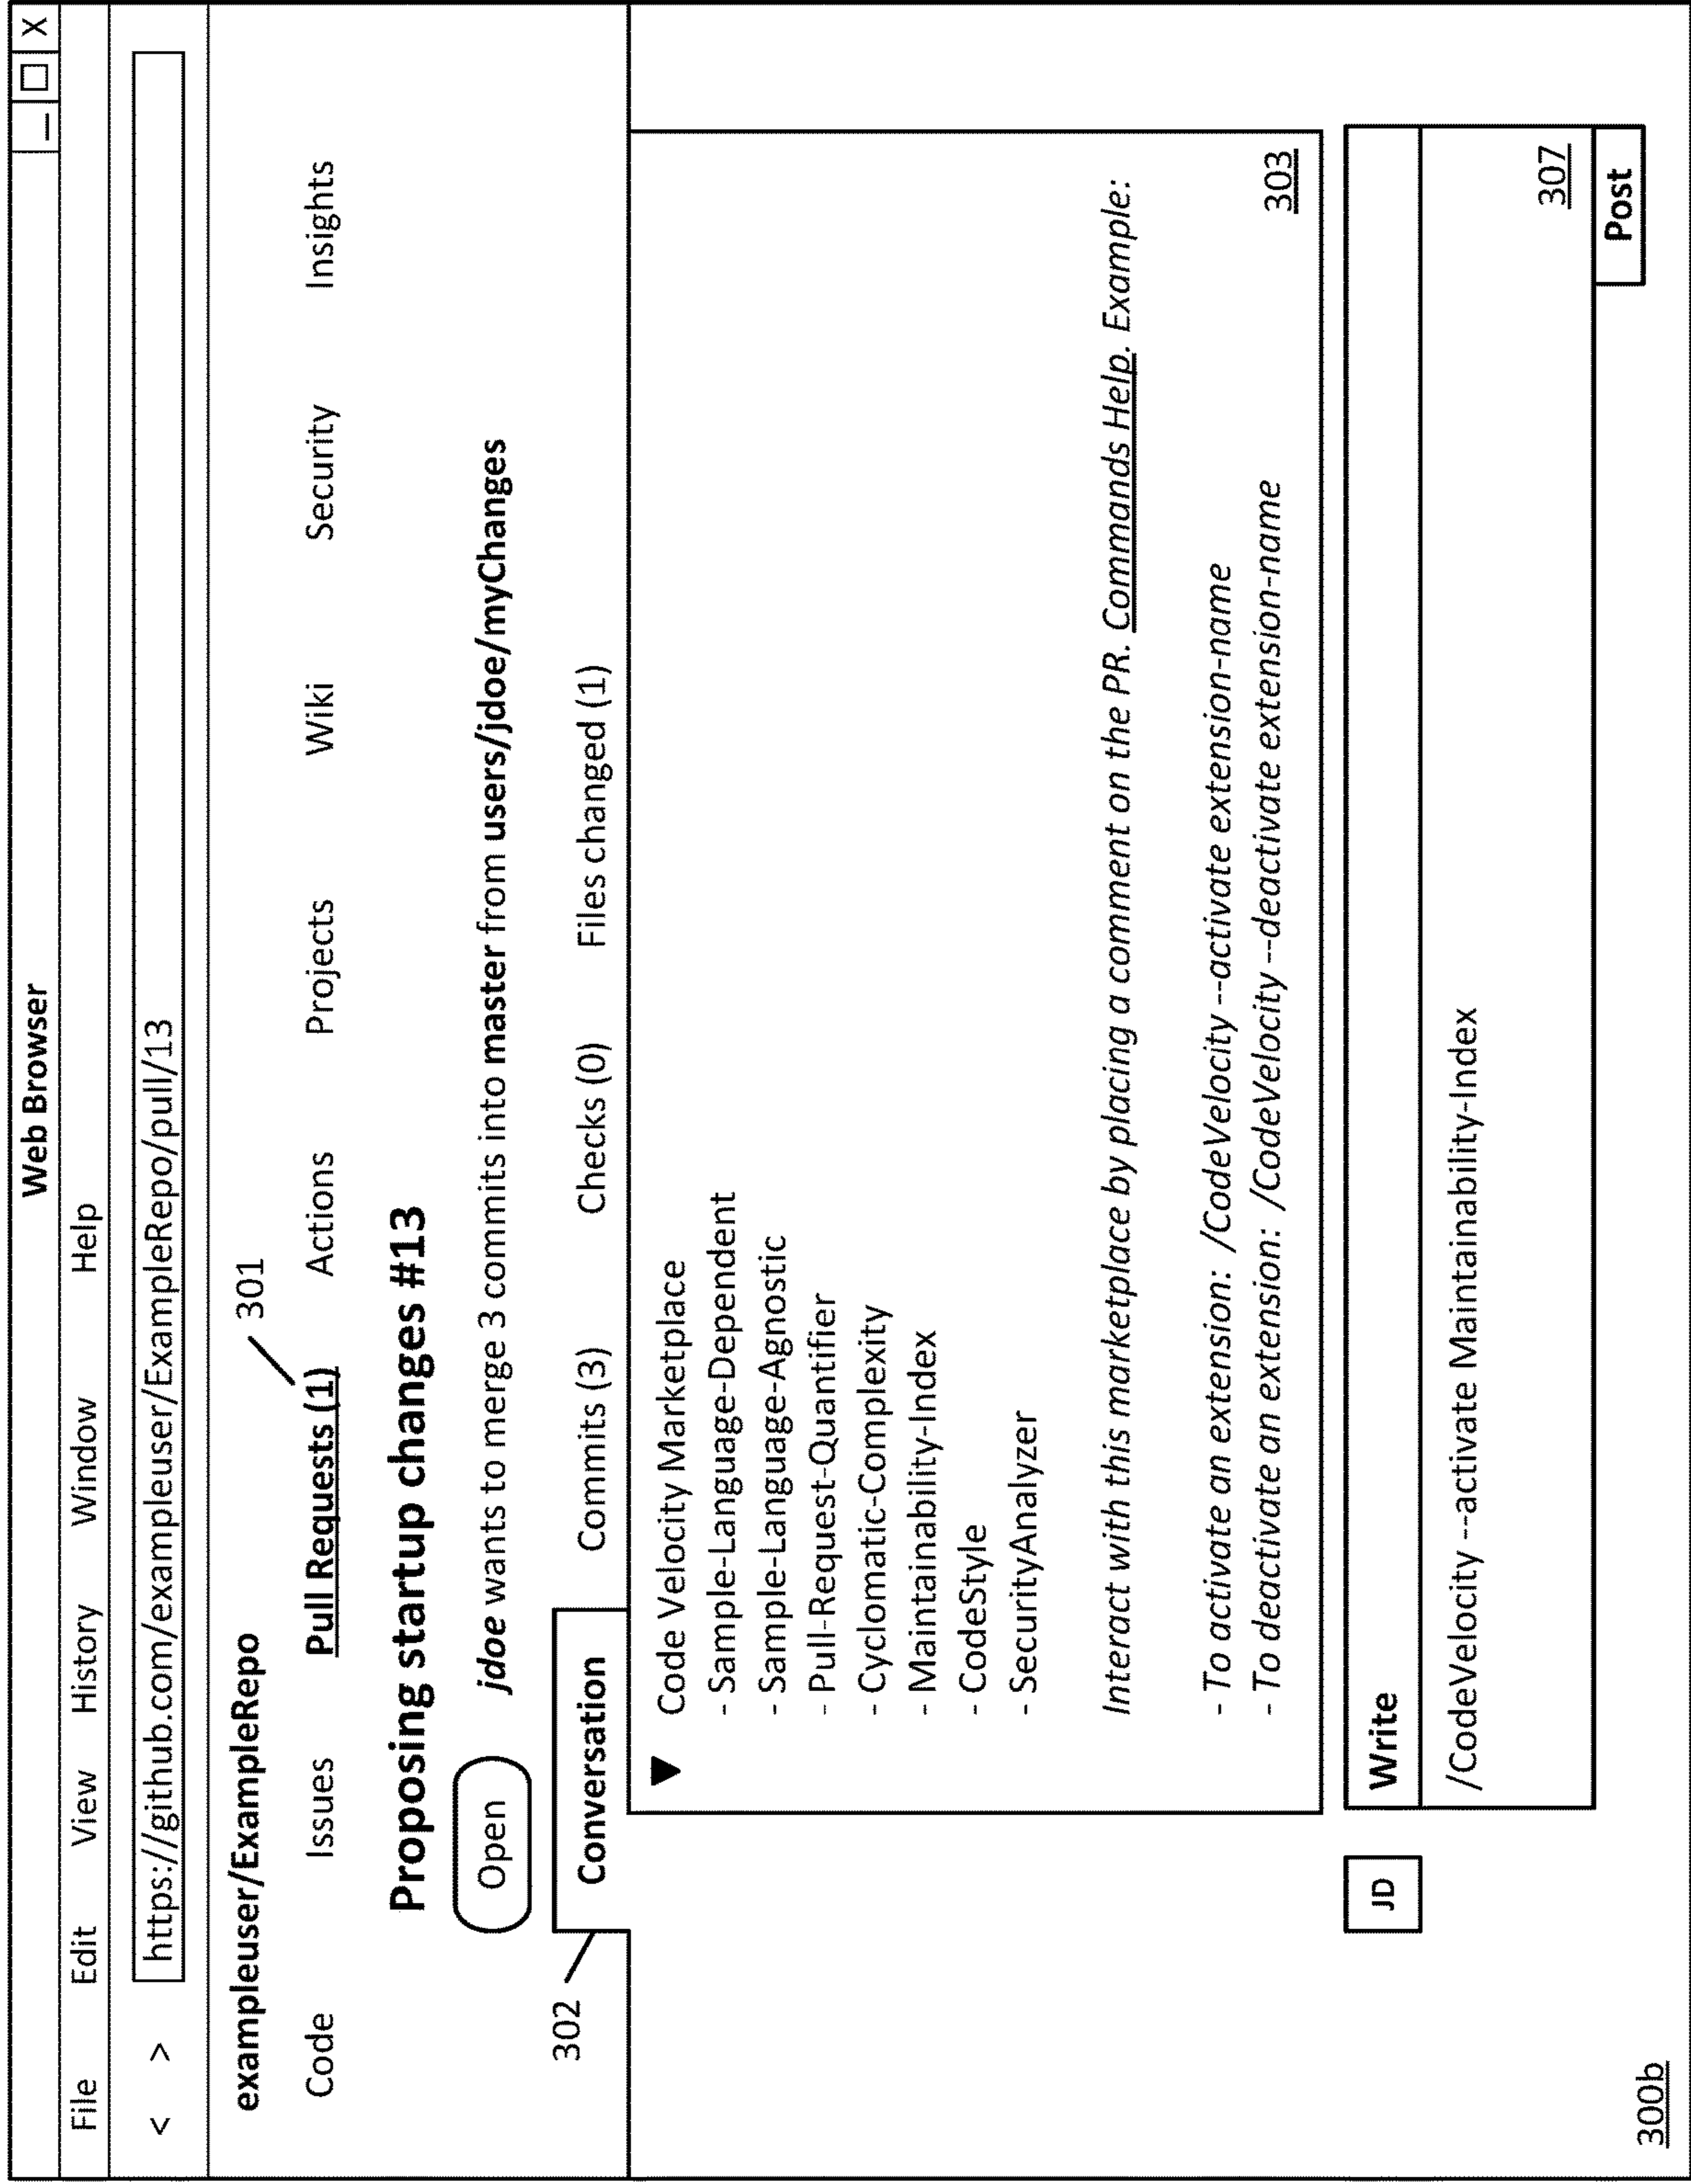 Web Browser
_ □ X
File Edit View History Window Help
< > https://github.com/exampleuser/ExampleRepo/pull/13
exampleuser/ExampleRepo
301
Code Issues Pull Requests (1) Actions Projects Wiki Security Insights
Proposing startup changes #13
Open jdoe wants to merge 3 commits into master from users/jdoe/myChanges
302
Conversation Commits (3) Checks (0) Files changed (1)
▼ Code Velocity Marketplace
- Sample-Language-Dependent
- Sample-Language-Agnostic
- Pull-Request-Quantifier
- Cyclomatic-Complexity
- Maintainability-Index
- CodeStyle
- SecurityAnalyzer
Interact with this marketplace by placing a comment on the PR. Commands Help. Example:
- To activate an extension: /CodeVelocity --activate extension-name
- To deactivate an extension: /CodeVelocity --deactivate extension-name
303
JD Write
/CodeVelocity --activate Maintainability-Index
307
Post
300b